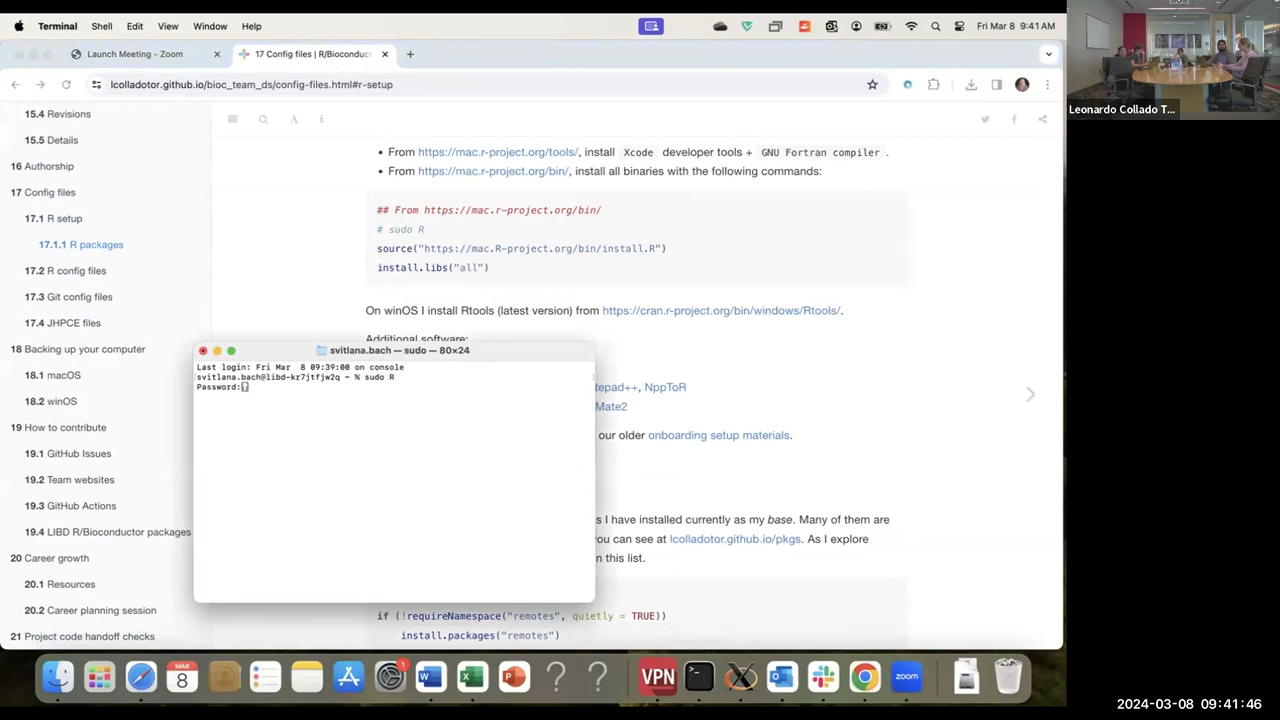 Terminal Shell Edit View Window Help Fri Mar 8 9:41 AM
Launch Meeting - Zoom
17 Config files | R/Bioconduc
lcolladotor.github.io/bioc_team_ds/config-files.html#r-setup
15.4 Revisions
15.5 Details
16 Authorship
17 Config files
17.1 R setup
17.1.1 R packages
17.2 R config files
17.3 Git config files
17.4 JHPCE files
18 Backing up your computer
18.1 macOS
18.2 winOS
19 How to contribute
19.1 GitHub Issues
19.2 Team websites
19.3 GitHub Actions
19.4 LIBD R/Bioconductor packages
20 Career growth
20.1 Resources
20.2 Career planning session
21 Project code handoff checks
• From https://mac.r-project.org/tools/, install Xcode developer tools + GNU Fortran compiler .
• From https://mac.r-project.org/bin/, install all binaries with the following commands:
## From https://mac.r-project.org/bin/
# sudo R
source("https://mac.R-project.org/bin/install.R")
install.libs("all")
On winOS I install Rtools (latest version) from https://cran.r-project.org/bin/windows/Rtools/.
Additional software:
svitlana.bach — sudo — 80×24
Last login: Fri Mar  8 09:39:00 on console
svitlana.bach@libd-kr7jtfjw2q ~ % sudo R
Password:
tepad++, NppToR
Mate2
our older onboarding setup materials.
s I have installed currently as my base. Many of them are
you can see at lcolladotor.github.io/pkgs. As I explore
n this list.
if (!requireNamespace("remotes", quietly = TRUE))
install.packages("remotes")
MAR
8
1
VPN
zoom
Leonardo Collado T...
2024-03-08 09:41:46